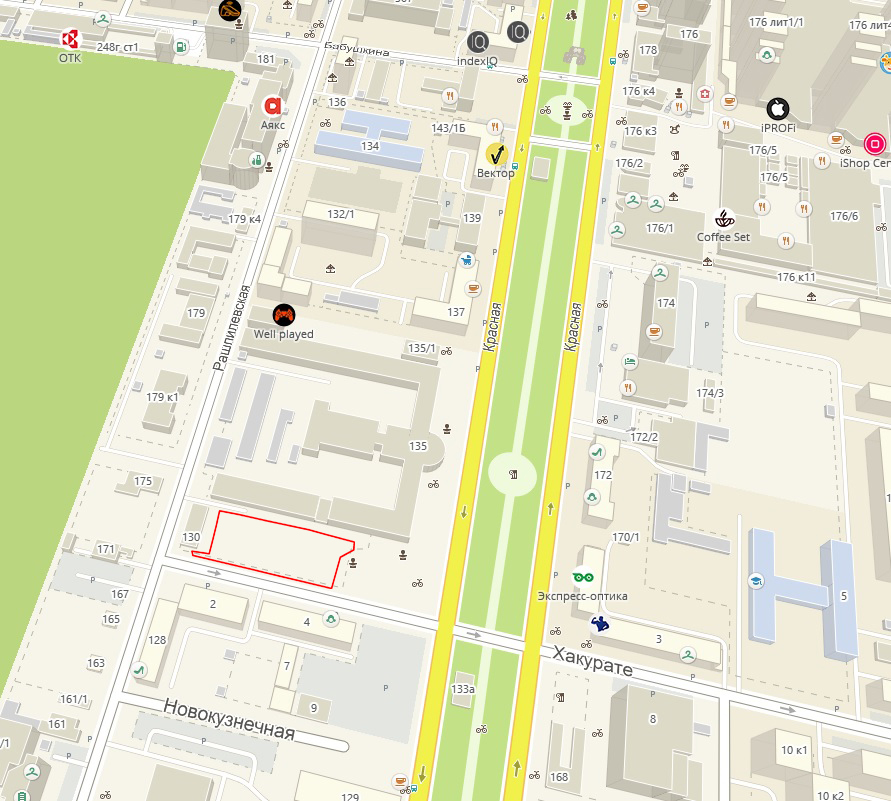 ОТК
248г ст1
181
Бабушкина
indexIQ
178
176
176 лит1/1
176 к4
iPROFi
iShop Cen
Аякс
136
134
143/1Б
Вектор
176 к3
176/2
176/5
176/5
176/6
176/1
Coffee Set
179 к4
132/1
139
176 к11
137
174
179
Рашпилевская
Well played
Красная
Красная
135/1
174/3
179 к1
135
172/2
172
175
130
170/1
171
167
Экспресс-оптика
5
2
4
165
128
3
163
7
Хакурате
161/1
9
133а
161
Новокузнечная
8
10 к1
168
129
10 к2